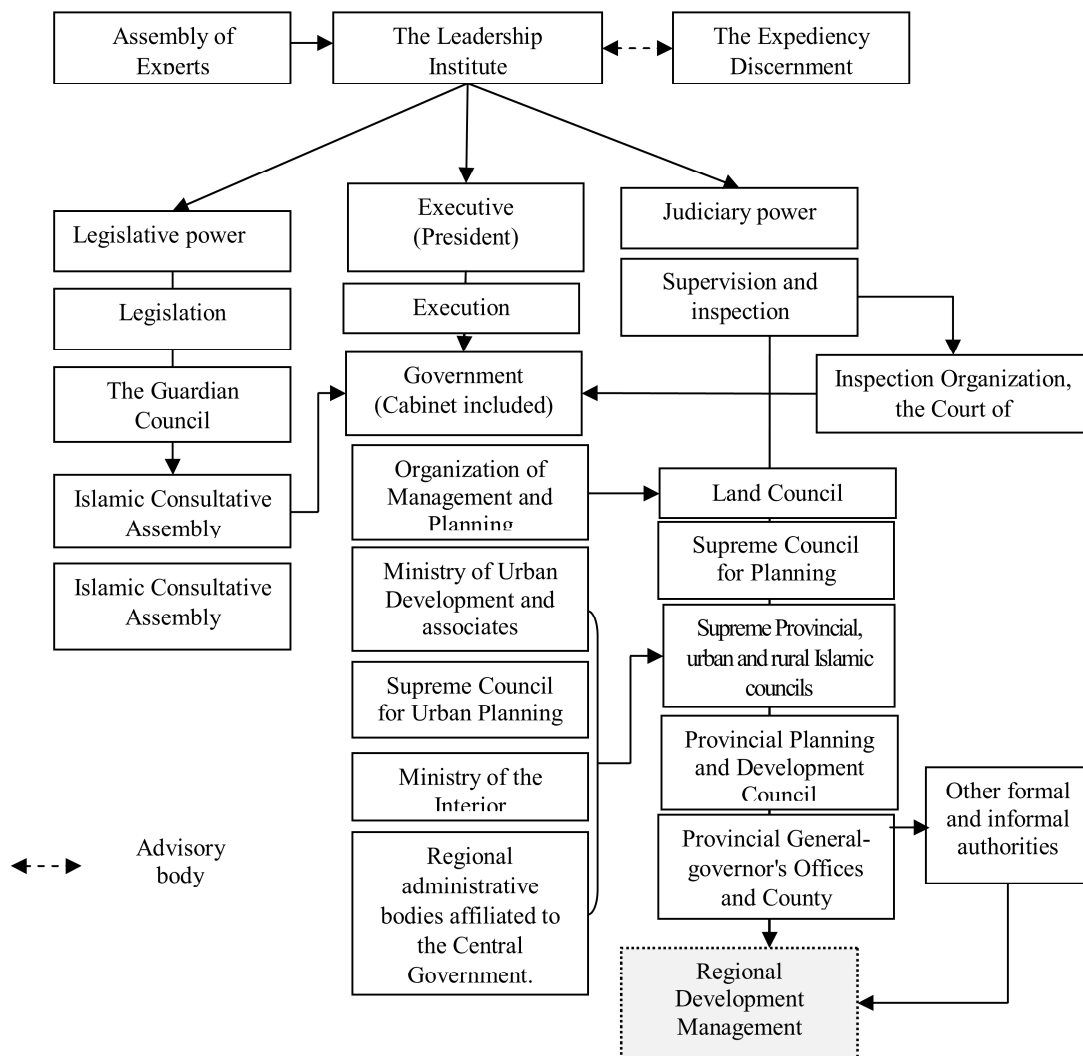 Assembly of
Experts
The Leadership
Institute
The Expediency
Discernment
Legislative power
Executive
(President)
Judiciary power
Legislation
Execution
Supervision and
inspection
The Guardian
Council
Government
(Cabinet included)
Inspection Organization,
the Court of
Islamic Consultative
Assembly
Organization of
Management and
Planning
Land Council
Islamic Consultative
Assembly
Ministry of Urban
Development and
associates
Supreme Council
for Planning
Supreme Council
for Urban Planning
Supreme Provincial,
urban and rural Islamic
councils
Ministry of the
Interior
Provincial Planning
and Development
Council
Other formal
and informal
authorities
Advisory
body
Regional
administrative
bodies affiliated to
the Central
Government.
Provincial General-
governor's Offices
and County
Regional
Development
Management